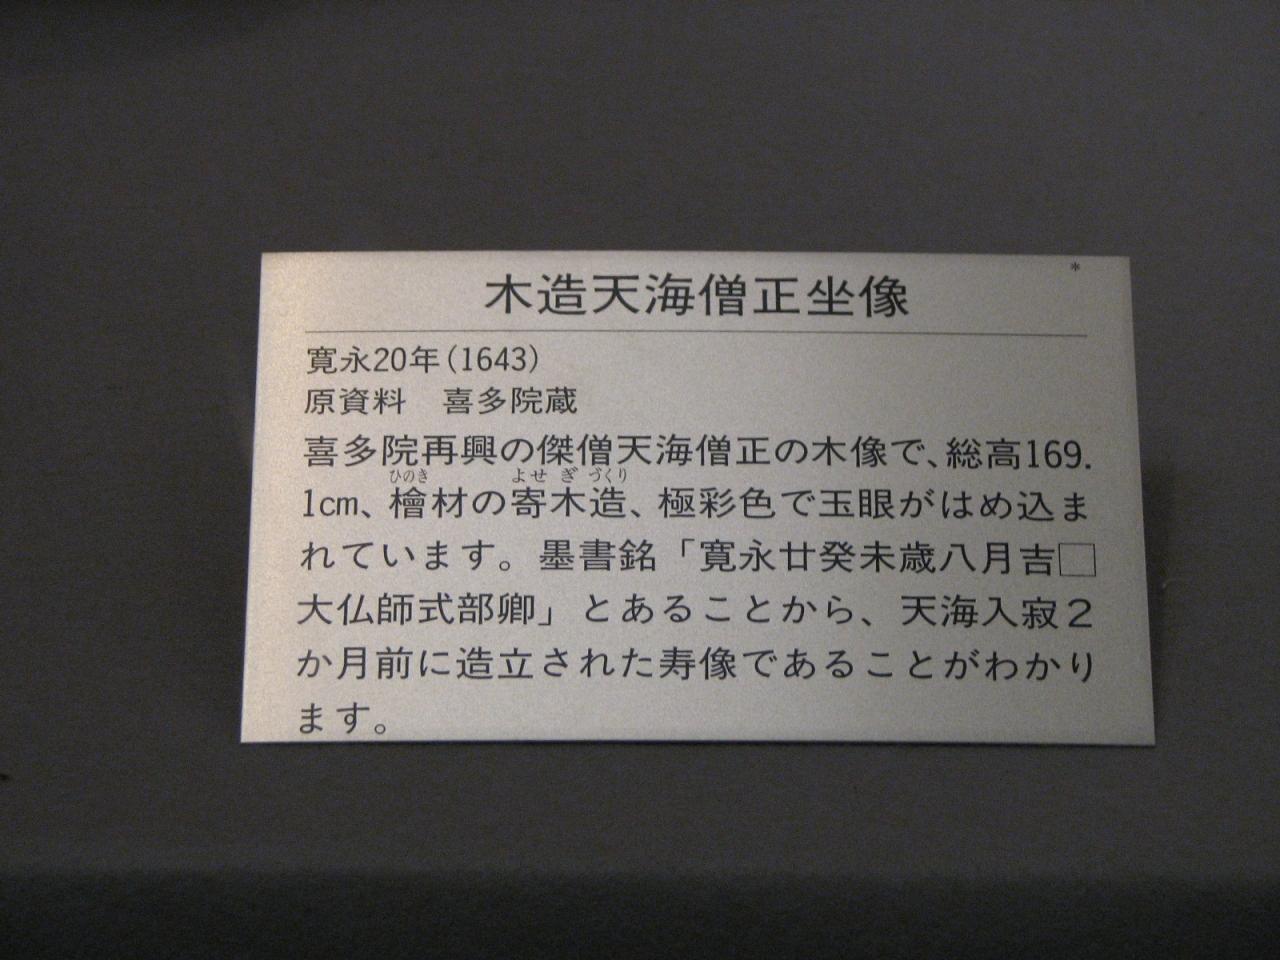 木造天海僧正坐像
*
寛永20年(1643)
原資料　喜多院蔵
喜多院再興の傑僧天海僧正の木像で、総高169.
ひのき　よせぎづくり
1cm、檜材の寄木造、極彩色で玉眼がはめ込ま
れています。墨書銘「寛永廿癸未歳八月吉□
大仏師式部卿」とあることから、天海入寂2
か月前に造立された寿像であることがわかり
ます。